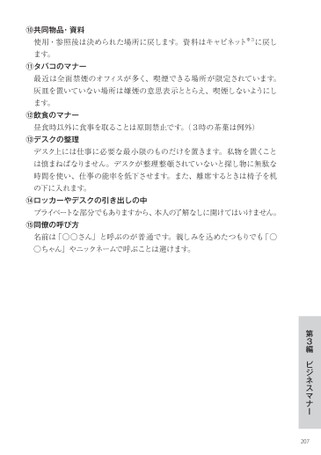 ⑩共同物品・資料
使用・参照後は決められた場所に戻します。資料はキャビネット※3に戻し
ます。
⑪タバコのマナー
最近は全面禁煙のオフィスが多く、喫煙できる場所が限定されています。
灰皿を置いていない場所は嫌煙の意思表示ととらえ、喫煙しないようにし
ます。
⑫飲食のマナー
昼食時以外に食事を取ることは原則禁止です。（3時の茶菓は例外）
⑬デスクの整理
デスク上には仕事に必要な最小限のものだけを置きます。私物を置くこと
は慎まねばなりません。デスクが整理整頓されていないと探し物に無駄な
時間を使い、仕事の能率を低下させます。また、離席するときは椅子を机
の下に入れます。
⑭ロッカーやデスクの引き出しの中
プライベートな部分でもありますから、本人の了解なしに開けてはいけません。
⑮同僚の呼び方
名前は「○○さん」と呼ぶのが普通です。親しみを込めたつもりでも「○
○ちゃん」やニックネームで呼ぶことは避けます。
第3編 ビジネスマナー
207